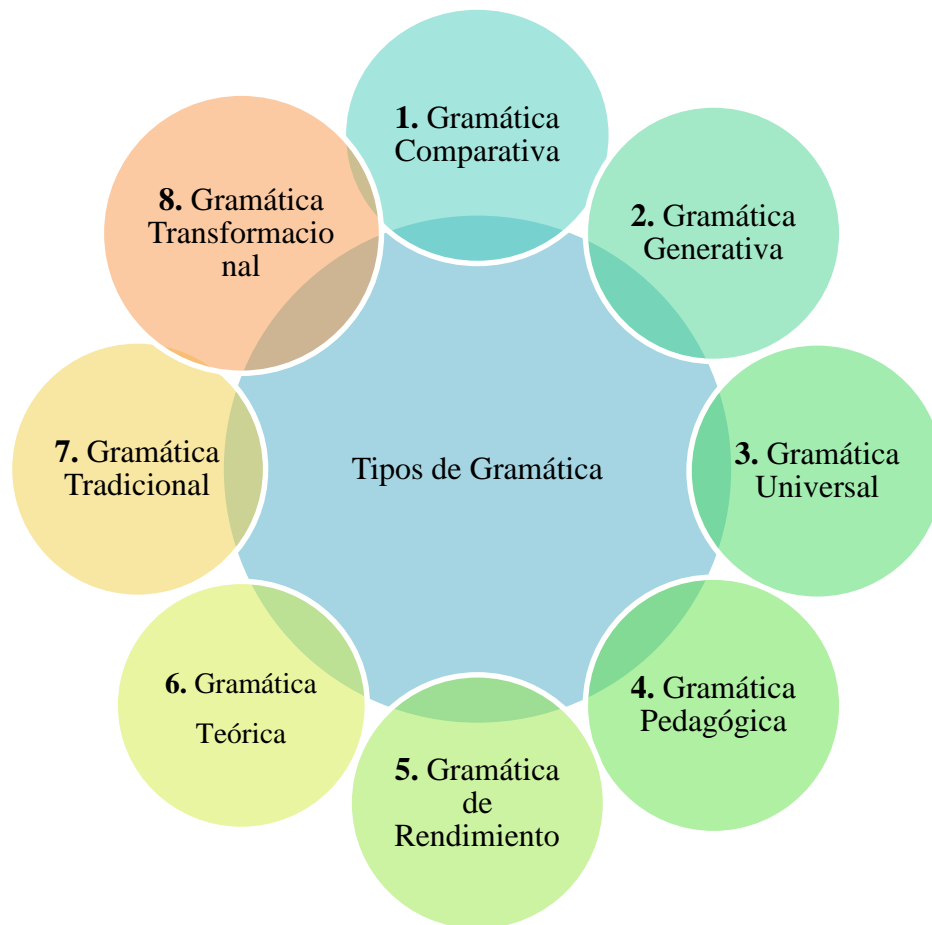 1. Gramática
Comparativa
2. Gramática
Generativa
3. Gramática
Universal
4. Gramática
Pedagógica
5. Gramática
de
Rendimiento
6. Gramática
Teórica
7. Gramática
Tradicional
8. Gramática
Transformacio
nal
Tipos de Gramática